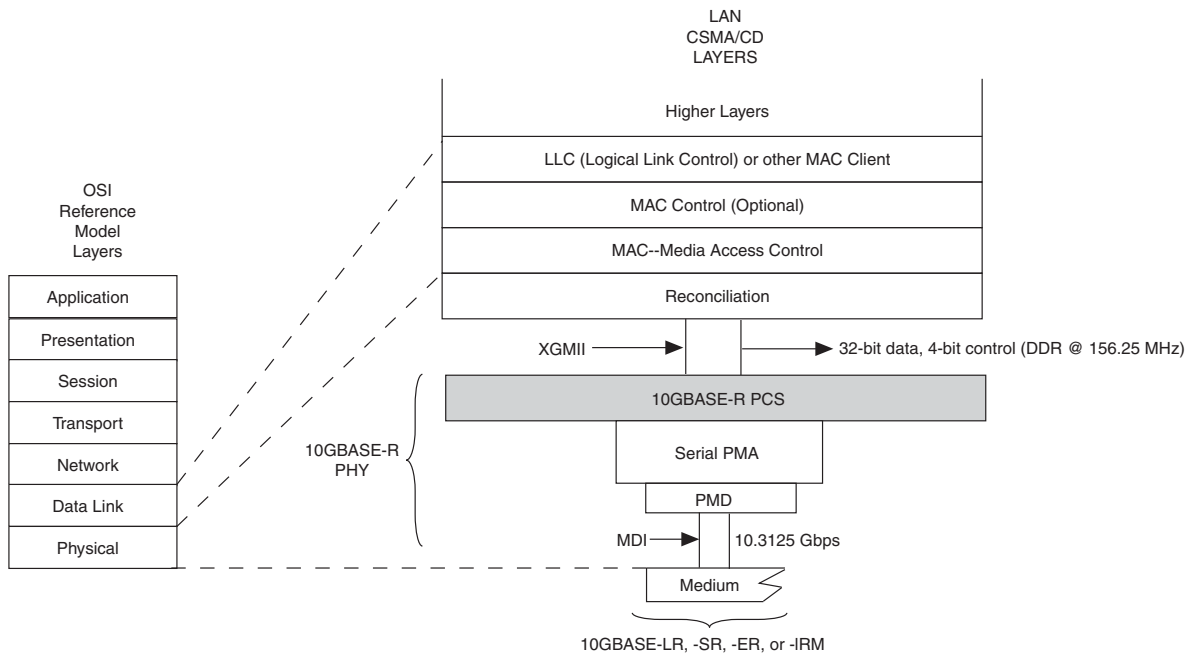 LAN
CSMA/CD
LAYERS
Higher Layers
LLC (Logical Link Control) or other MAC Client
MAC Control (Optional)
MAC--Media Access Control
Reconciliation
OSI
Reference
Model
Layers
Application
Presentation
Session
Transport
Network
Data Link
Physical
XGMII
32-bit data, 4-bit control (DDR @ 156.25 MHz)
10GBASE-R PCS
10GBASE-R
PHY
Serial PMA
PMD
MDI
10.3125 Gbps
Medium
10GBASE-LR, -SR, -ER, or -lRM